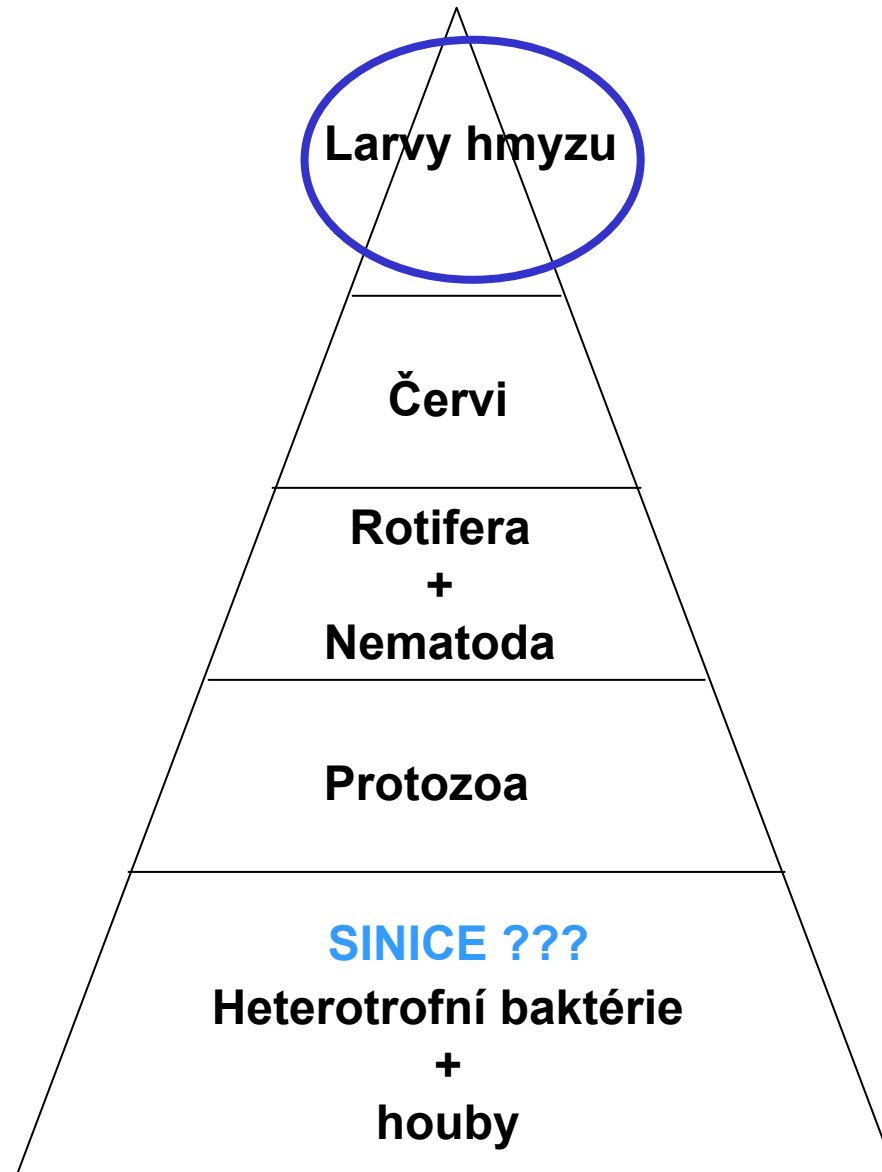 Larvy hmyzu
Červi
Rotifera
+
Nematoda
Protozoa
SINICE ???
Heterotrofní baktérie
+
houby